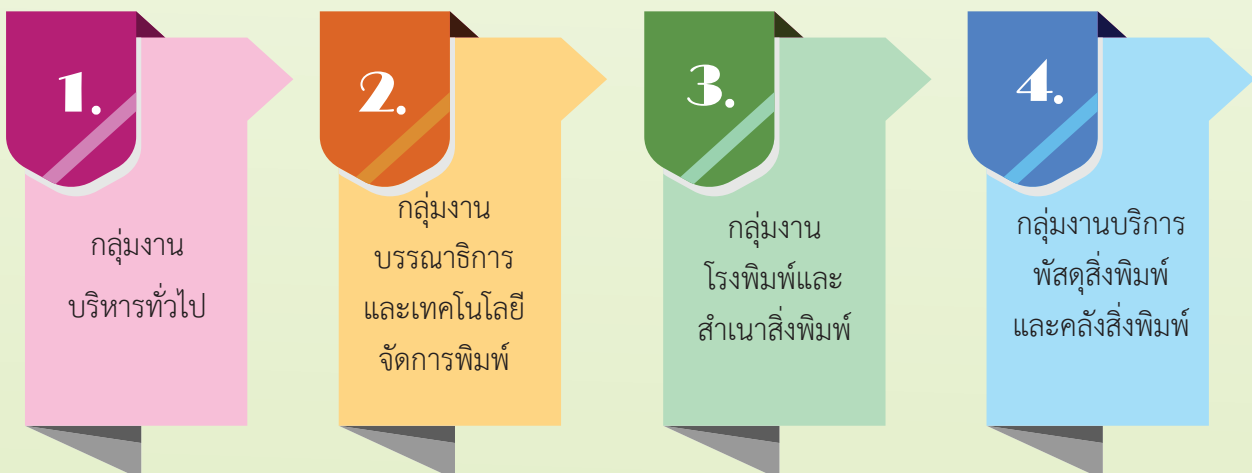 1.
กลุ่มงาน
บริหารทั่วไป
2.
กลุ่มงาน
บรรณาธิการ
และเทคโนโลยี
จัดการพิมพ์
3.
กลุ่มงาน
โรงพิมพ์และ
สำเนาสิ่งพิมพ์
4.
กลุ่มงานบริการ
พัสดุสิ่งพิมพ์
และคลังสิ่งพิมพ์